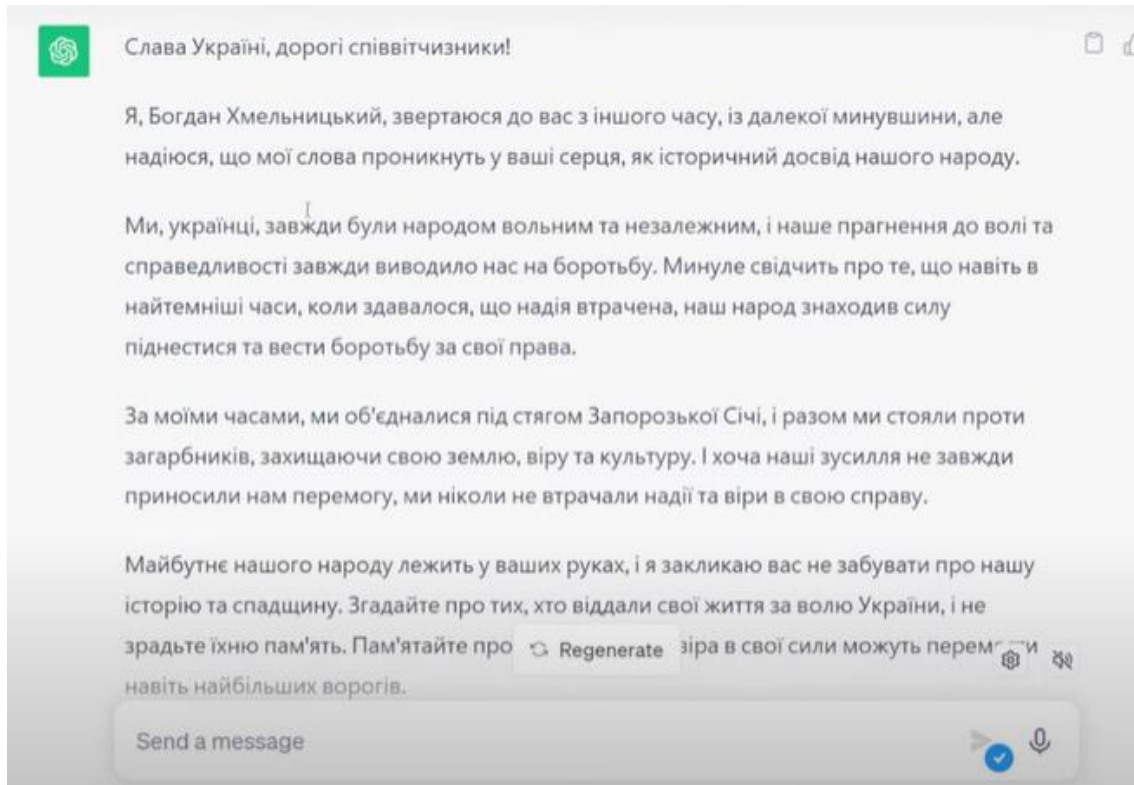 Слава Україні, дорогі співвітчизники!
Я, Богдан Хмельницький, звертаюся до вас з іншого часу, із далекої минувшини, але
надіюся, що мої слова проникнуть у ваші серця, як історичний досвід нашого народу.
Ми, українці, завжди були народом вольним та незалежним, і наше прагнення до волі та
справедливості завжди виводило нас на боротьбу. Минуле свідчить про те, що навіть в
найтемніші часи, коли здавалося, що надія втрачена, наш народ знаходив силу
піднестися та вести боротьбу за свої права.
За моїми часами, ми об'єдналися під стягом Запорозької Січі, і разом ми стояли проти
загарбників, захищаючи свою землю, віру та культуру. І хоча наші зусилля не завжди
приносили нам перемогу, ми ніколи не втрачали надії та віри в свою справу.
Майбутнє нашого народу лежить у ваших руках, і я закликаю вас не забувати про нашу
історію та спадщину. Згадайте про тих, хто віддали свої життя за волю України, і не
зрадьте їхню пам'ять. Пам'ятайте про Regenerate віра в свої сили можуть
навіть найбільших ворогів.
Send a message